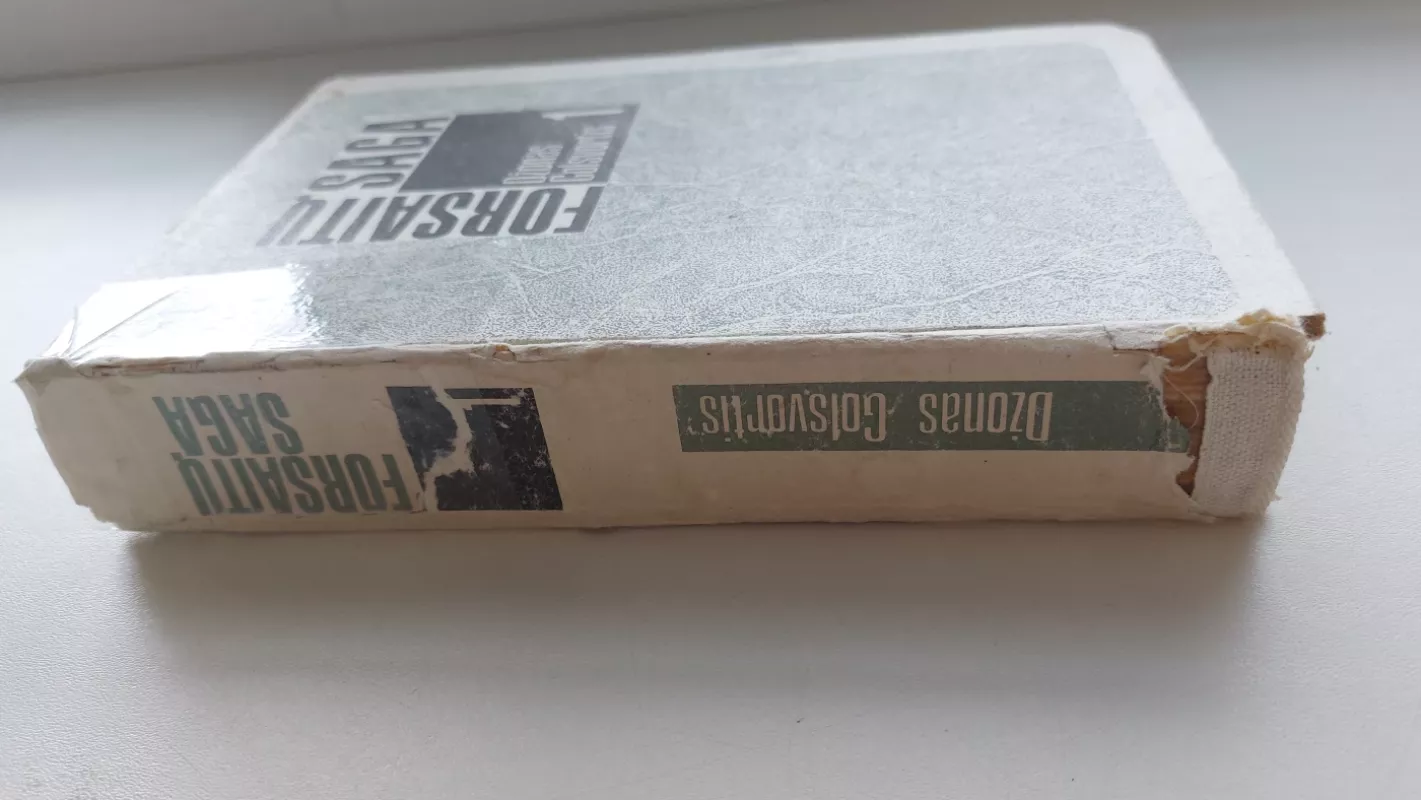 FORSAITŲ
SAGA
Džonas
Golsvortis
1
Džonas Golsvortis
1
FORSAITŲ
SAGA